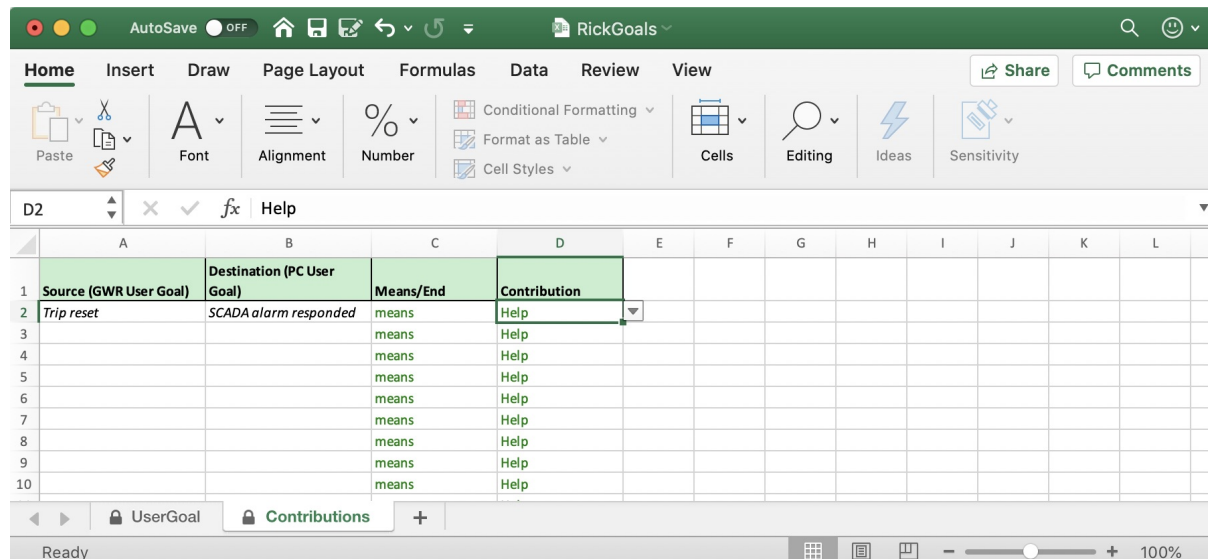 AutoSave OFF RickGoals
Home Insert Draw Page Layout Formulas Data Review View Share Comments
Paste Font Alignment Number Conditional Formatting Format as Table Cell Styles Cells Editing Ideas Sensitivity
D2 fx Help
A B C D E F G H I J K L
Destination (PC User
1 Source (GWR User Goal) Goal) Means/End Contribution
2 Trip reset SCADA alarm responded means Help
3 means Help
4 means Help
5 means Help
6 means Help
7 means Help
8 means Help
9 means Help
10 means Help
UserGoal Contributions +
Ready 100%